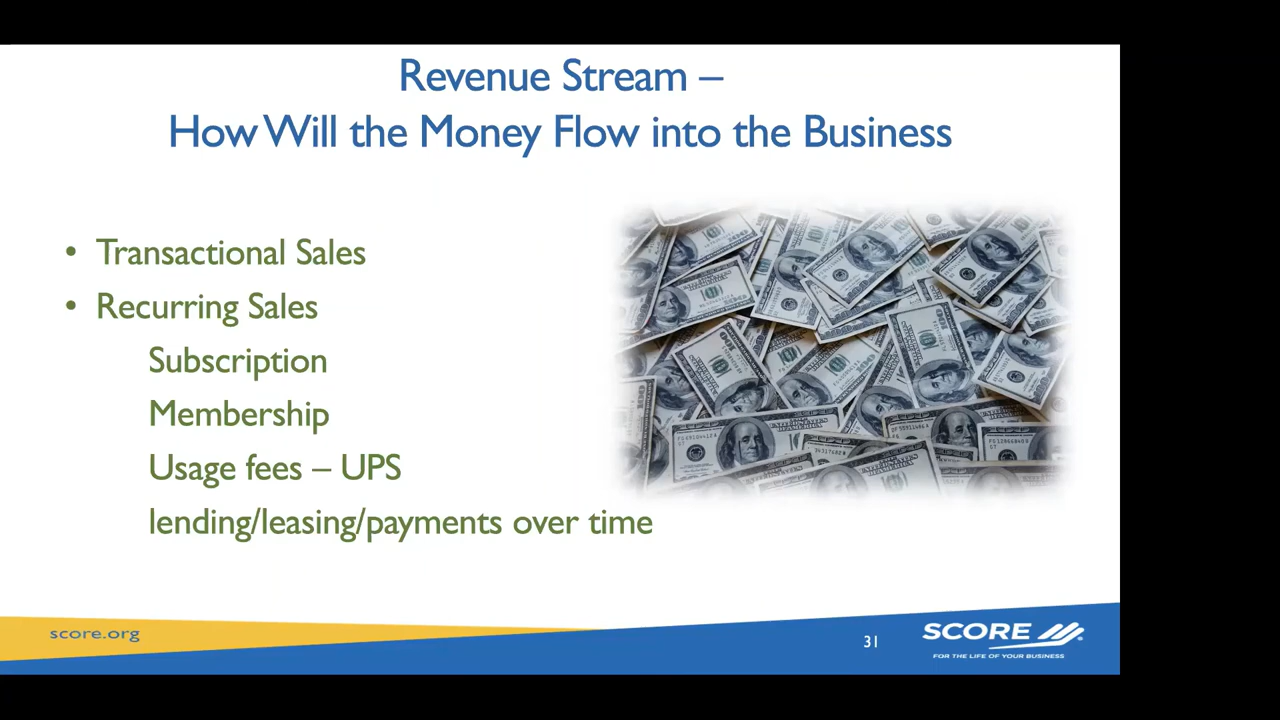 Revenue Stream –
How Will the Money Flow into the Business
• Transactional Sales
• Recurring Sales
Subscription
Membership
Usage fees – UPS
lending/leasing/payments over time
score.org
31
SCORE
FOR THE LIFE OF YOUR BUSINESS